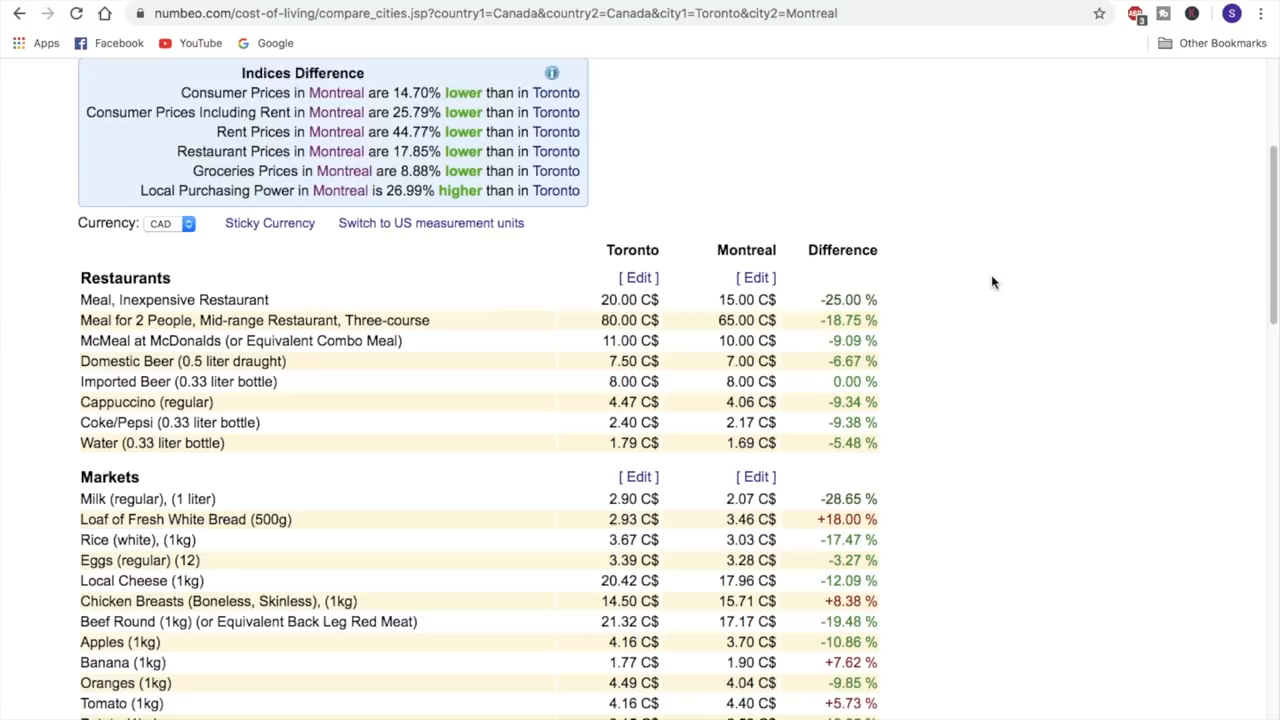 numbeo.com/cost-of-living/compare_cities.jsp?country1=Canada&country2=Canada&city1=Toronto&city2=Montreal
3
S
Apps Facebook YouTube Google Other Bookmarks
Indices Difference
Consumer Prices in Montreal are 14.70% lower than in Toronto
Consumer Prices Including Rent in Montreal are 25.79% lower than in Toronto
Rent Prices in Montreal are 44.77% lower than in Toronto
Restaurant Prices in Montreal are 17.85% lower than in Toronto
Groceries Prices in Montreal are 8.88% lower than in Toronto
Local Purchasing Power in Montreal is 26.99% higher than in Toronto
Currency: CAD Sticky Currency Switch to US measurement units
Toronto Montreal Difference
Restaurants [ Edit ] [ Edit ]
Meal, Inexpensive Restaurant 20.00 C$ 15.00 C$ -25.00 %
Meal for 2 People, Mid-range Restaurant, Three-course 80.00 C$ 65.00 C$ -18.75 %
McMeal at McDonalds (or Equivalent Combo Meal) 11.00 C$ 10.00 C$ -9.09 %
Domestic Beer (0.5 liter draught) 7.50 C$ 7.00 C$ -6.67 %
Imported Beer (0.33 liter bottle) 8.00 C$ 8.00 C$ 0.00 %
Cappuccino (regular) 4.47 C$ 4.06 C$ -9.34 %
Coke/Pepsi (0.33 liter bottle) 2.40 C$ 2.17 C$ -9.38 %
Water (0.33 liter bottle) 1.79 C$ 1.69 C$ -5.48 %
Markets [ Edit ] [ Edit ]
Milk (regular), (1 liter) 2.90 C$ 2.07 C$ -28.65 %
Loaf of Fresh White Bread (500g) 2.93 C$ 3.46 C$ +18.00 %
Rice (white), (1kg) 3.67 C$ 3.03 C$ -17.47 %
Eggs (regular) (12) 3.39 C$ 3.28 C$ -3.27 %
Local Cheese (1kg) 20.42 C$ 17.96 C$ -12.09 %
Chicken Breasts (Boneless, Skinless), (1kg) 14.50 C$ 15.71 C$ +8.38 %
Beef Round (1kg) (or Equivalent Back Leg Red Meat) 21.32 C$ 17.17 C$ -19.48 %
Apples (1kg) 4.16 C$ 3.70 C$ -10.86 %
Banana (1kg) 1.77 C$ 1.90 C$ +7.62 %
Oranges (1kg) 4.49 C$ 4.04 C$ -9.85 %
Tomato (1kg) 4.16 C$ 4.40 C$ +5.73 %